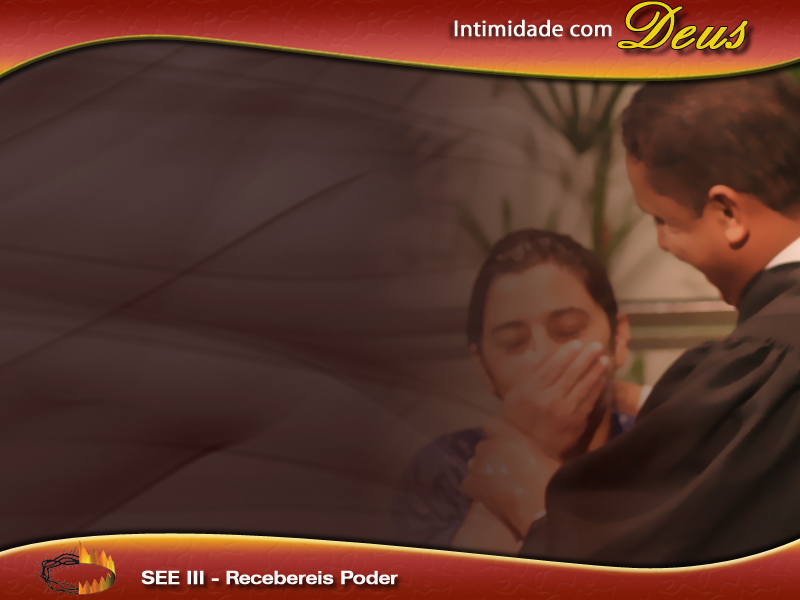 Intimidade com Deus
SEE III - Recebereis Poder